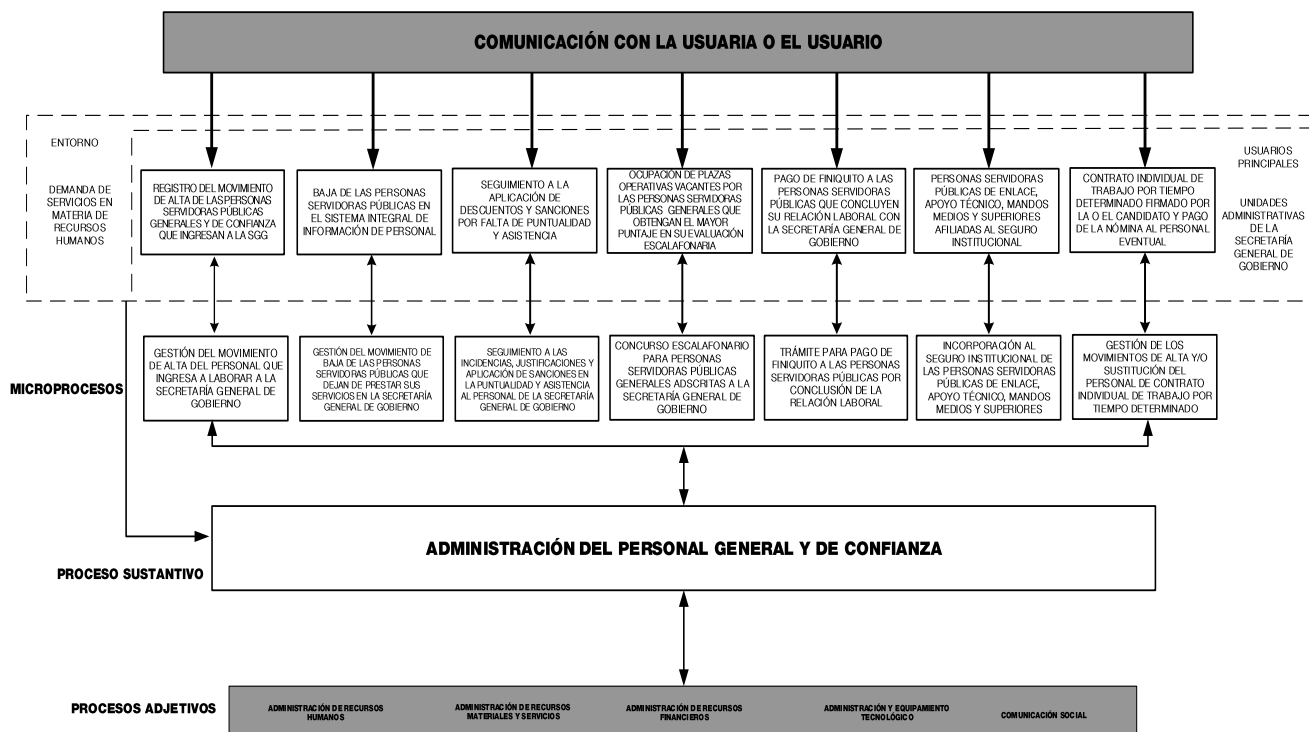 COMUNICACIÓN CON LA USUARIA O EL USUARIO
ENTORNO
DEMANDA DE
SERVICIOS EN
MATERIA DE
RECURSOS
HUMANOS
REGISTRO DEL MOVIMIENTO
DE ALTA DE LAS PERSONAS
SERVIDORAS PÚBLICAS
GENERALES Y DE CONFIANZA
QUE INGRESAN A LA SGG
BAJA DE LAS PERSONAS
SERVIDORAS PÚBLICAS EN
EL SISTEMA INTEGRAL DE
INFORMACIÓN DE PERSONAL
SEGUIMIENTO A LA
APLICACIÓN DE
DESCUENTOS Y SANCIONES
POR FALTA DE PUNTUALIDAD
Y ASISTENCIA
OCUPACIÓN DE PLAZAS
OPERATIVAS VACANTES POR
LAS PERSONAS SERVIDORAS
PÚBLICAS GENERALES QUE
OBTENGAN EL MAYOR
PUNTAJE EN SU EVALUACIÓN
ESCALAFONARIA
PAGO DE FINIQUITO A LAS
PERSONAS SERVIDORAS
PÚBLICAS QUE CONCLUYEN
SU RELACIÓN LABORAL CON
LA SECRETARÍA GENERAL DE
GOBIERNO
PERSONAS SERVIDORAS
PÚBLICAS DE ENLACE,
APOYO TÉCNICO, MANDOS
MEDIOS Y SUPERIORES
AFILIADAS AL SEGURO
INSTITUCIONAL
CONTRATO INDIVIDUAL DE
TRABAJO POR TIEMPO
DETERMINADO FIRMADO POR
LA O EL CANDIDATO Y PAGO
DE LA NÓMINA AL PERSONAL
EVENTUAL
USUARIOS
PRINCIPALES
UNIDADES
ADMINISTRATIVAS
DE LA
SECRETARÍA
GENERAL DE
GOBIERNO
MICROPROCESOS
GESTIÓN DEL MOVIMIENTO
DE ALTA DEL PERSONAL QUE
INGRESA A LABORAR A LA
SECRETARÍA GENERAL DE
GOBIERNO
GESTIÓN DEL MOVIMIENTO DE
BAJA DE LAS PERSONAS
SERVIDORAS PÚBLICAS QUE
DEJAN DE PRESTAR SUS
SERVICIOS EN LA SECRETARÍA
GENERAL DE GOBIERNO
SEGUIMIENTO A LAS
INCIDENCIAS, JUSTIFICACIONES Y
APLICACIÓN DE SANCIONES EN
LA PUNTUALIDAD Y ASISTENCIA
AL PERSONAL DE LA SECRETARÍA
GENERAL DE GOBIERNO
CONCURSO ESCALAFONARIO
PARA PERSONAS
SERVIDORAS PÚBLICAS
GENERALES ADSCRITAS A LA
SECRETARÍA GENERAL DE
GOBIERNO
TRÁMITE PARA PAGO DE
FINIQUITO A LAS PERSONAS
SERVIDORAS PÚBLICAS POR
CONCLUSIÓN DE LA
RELACIÓN LABORAL
INCORPORACIÓN AL
SEGURO INSTITUCIONAL DE
LAS PERSONAS SERVIDORAS
PÚBLICAS DE ENLACE,
APOYO TÉCNICO, MANDOS
MEDIOS Y SUPERIORES
GESTIÓN DE LOS
MOVIMIENTOS DE ALTA Y/O
SUSTITUCIÓN DEL
PERSONAL DE CONTRATO
INDIVIDUAL DE TRABAJO POR
TIEMPO DETERMINADO
ADMINISTRACIÓN DEL PERSONAL GENERAL Y DE CONFIANZA
PROCESO SUSTANTIVO
PROCESOS ADJETIVOS
ADMINISTRACIÓN DE RECURSOS
HUMANOS
ADMINISTRACIÓN DE RECURSOS
MATERIALES Y SERVICIOS
ADMINISTRACIÓN DE RECURSOS
FINANCIEROS
ADMINISTRACIÓN Y EQUIPAMIENTO
TECNOLÓGICO
COMUNICACIÓN SOCIAL